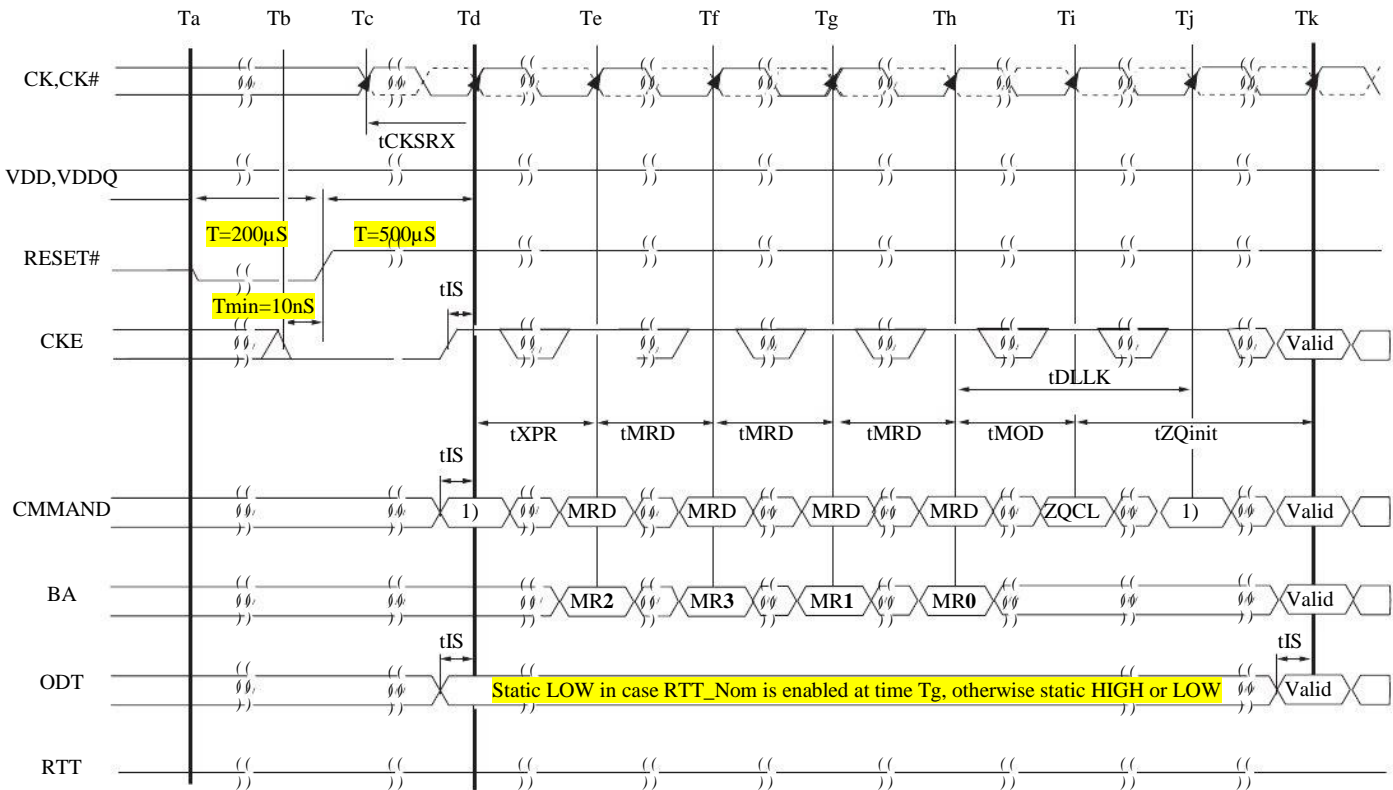 Ta Tb Tc Td Te Tf Tg Th Ti Tj Tk
CK,CK#
tCKSRX
VDD,VDDQ
T=200µS T=500µS
RESET#
Tmin=10nS tIS
CKE Valid
tDLLK
tXPR tMRD tMRD tMRD tMOD tZQinit
tIS
CMMAND 1) MRD MRD MRD MRD ZQCL 1) Valid
BA MR2 MR3 MR1 MR0 Valid
tIS tIS
ODT Static LOW in case RTT_Nom is enabled at time Tg, otherwise static HIGH or LOW Valid
RTT